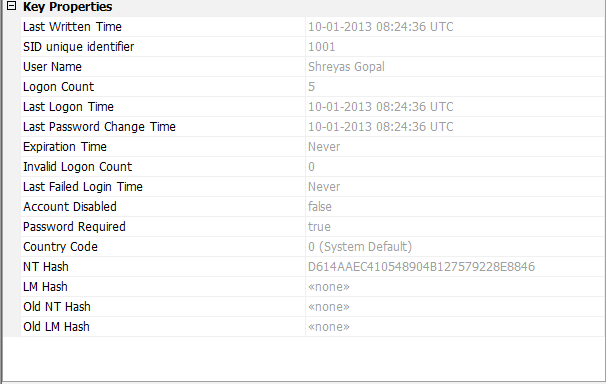 Key Properties
Last Written Time 10-01-2013 08:24:36 UTC
SID unique identifier 1001
User Name Shreyas Gopal
Logon Count 5
Last Logon Time 10-01-2013 08:24:36 UTC
Last Password Change Time 10-01-2013 08:24:36 UTC
Expiration Time Never
Invalid Logon Count 0
Last Failed Login Time Never
Account Disabled false
Password Required true
Country Code 0 (System Default)
NT Hash D614AAEC410548904B127579228E8846
LM Hash «none»
Old NT Hash «none»
Old LM Hash «none»